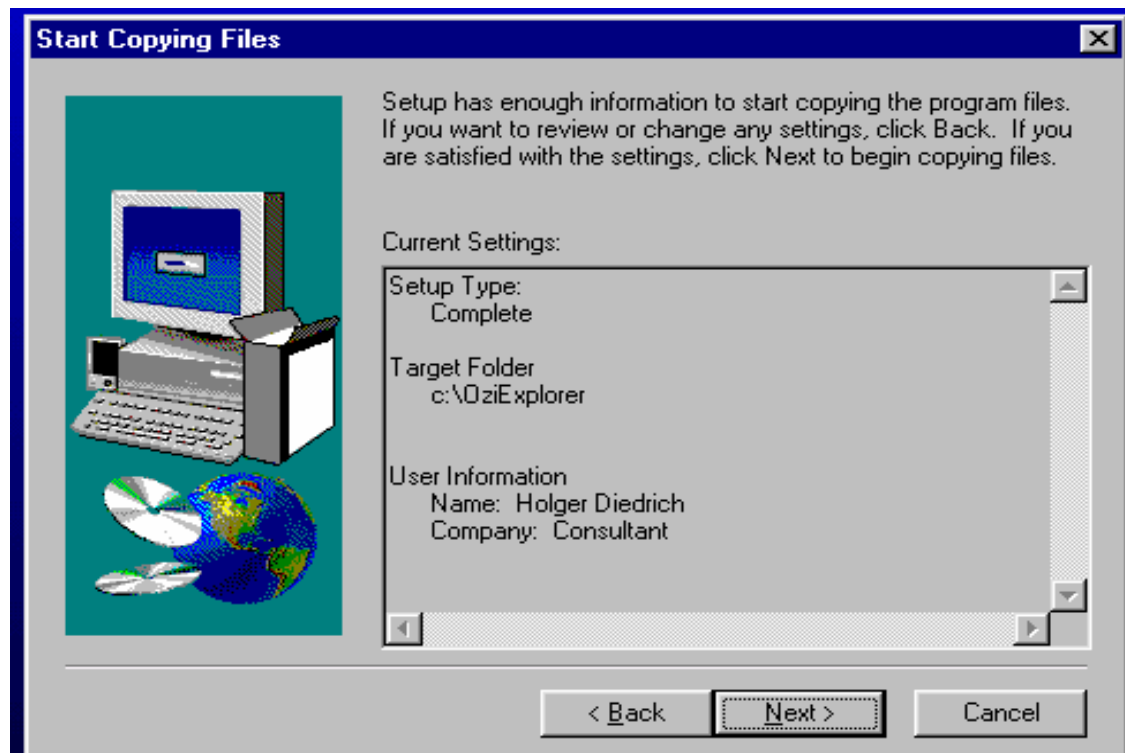 Start Copying Files
Setup has enough information to start copying the program files.
If you want to review or change any settings, click Back.  If you
are satisfied with the settings, click Next to begin copying files.
Current Settings:
Setup Type:
Complete
Target Folder
c:\OziExplorer
User Information
Name:  Holger Diedrich
Company:  Consultant
< Back
Next >
Cancel